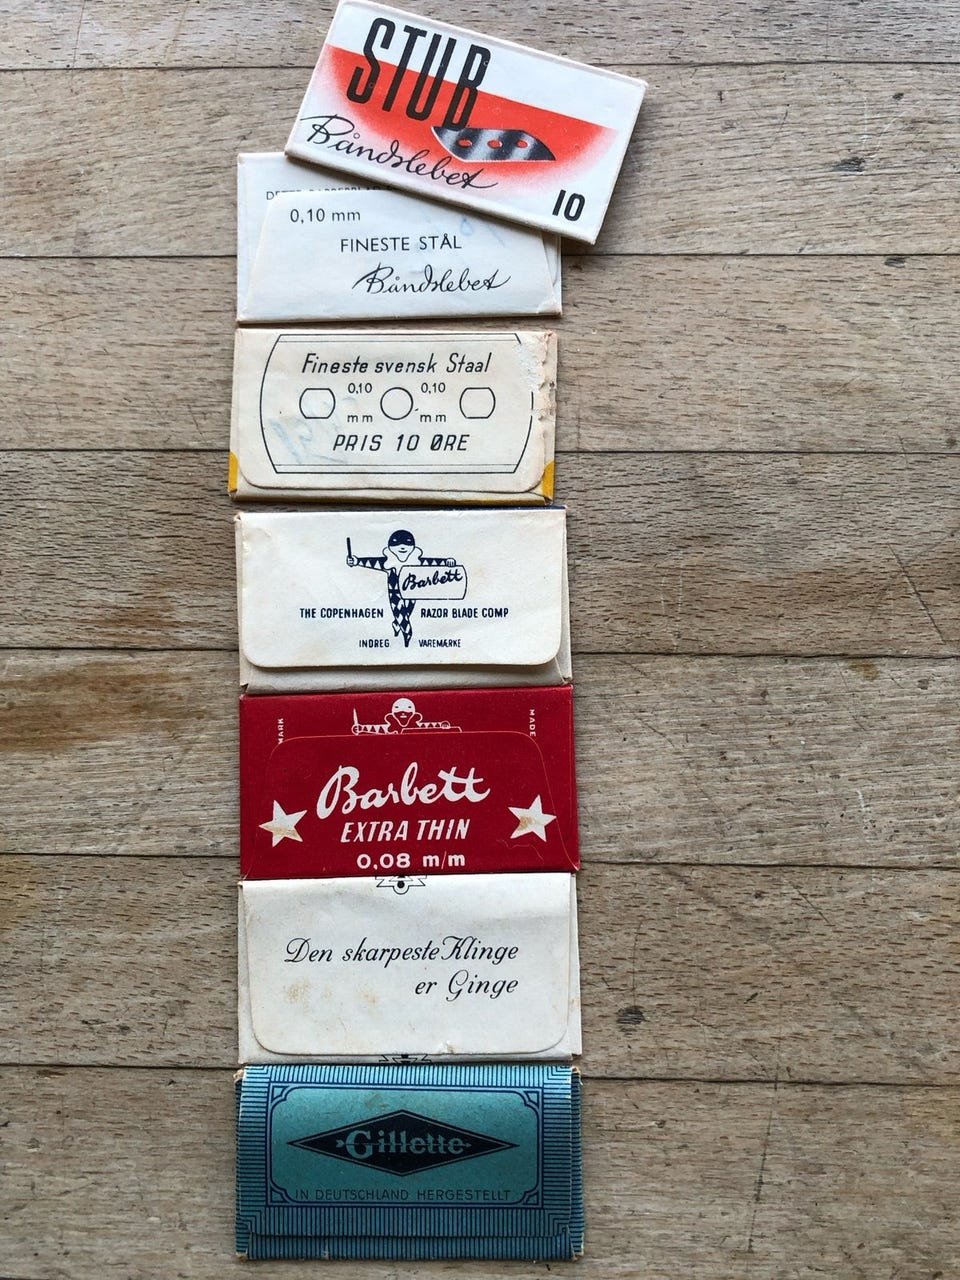 STUB
Båndslebet
10
0,10 mm
FINESTE STÅL
Båndslebet
Fineste svensk Staal
0,10 0,10
mm mm
PRIS 10 ØRE
Barbett
THE COPENHAGEN RAZOR BLADE COMP
INDREG VAREMÆRKE
MARK MADE
Barbett
EXTRA THIN
0,08 m/m
Den skarpeste Klinge
er Ginge
Gillette
IN DEUTSCHLAND HERGESTELLT